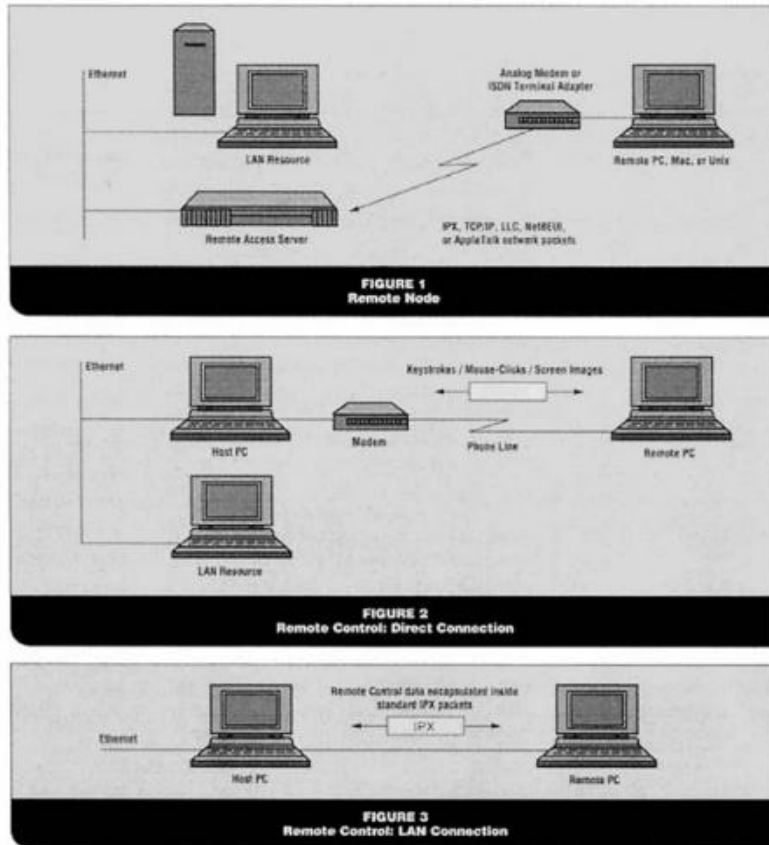 Ethernet
Analog Modem or
ISDN Terminal Adapter
LAN Resource
Remote PC, Mac, or Unix
Remote Access Server
IPX, TCP/IP, LLC, NetBEUI,
or AppleTalk network packets
FIGURE 1
Remote Node
Ethernet
Keystrokes / Mouse-Clicks / Screen Images
Host PC
Modem
Phone Line
Remote PC
LAN Resource
FIGURE 2
Remote Control: Direct Connection
Remote Control data encapsulated inside
standard IPX packets
IPX
Ethernet
Host PC
Remote PC
FIGURE 3
Remote Control: LAN Connection